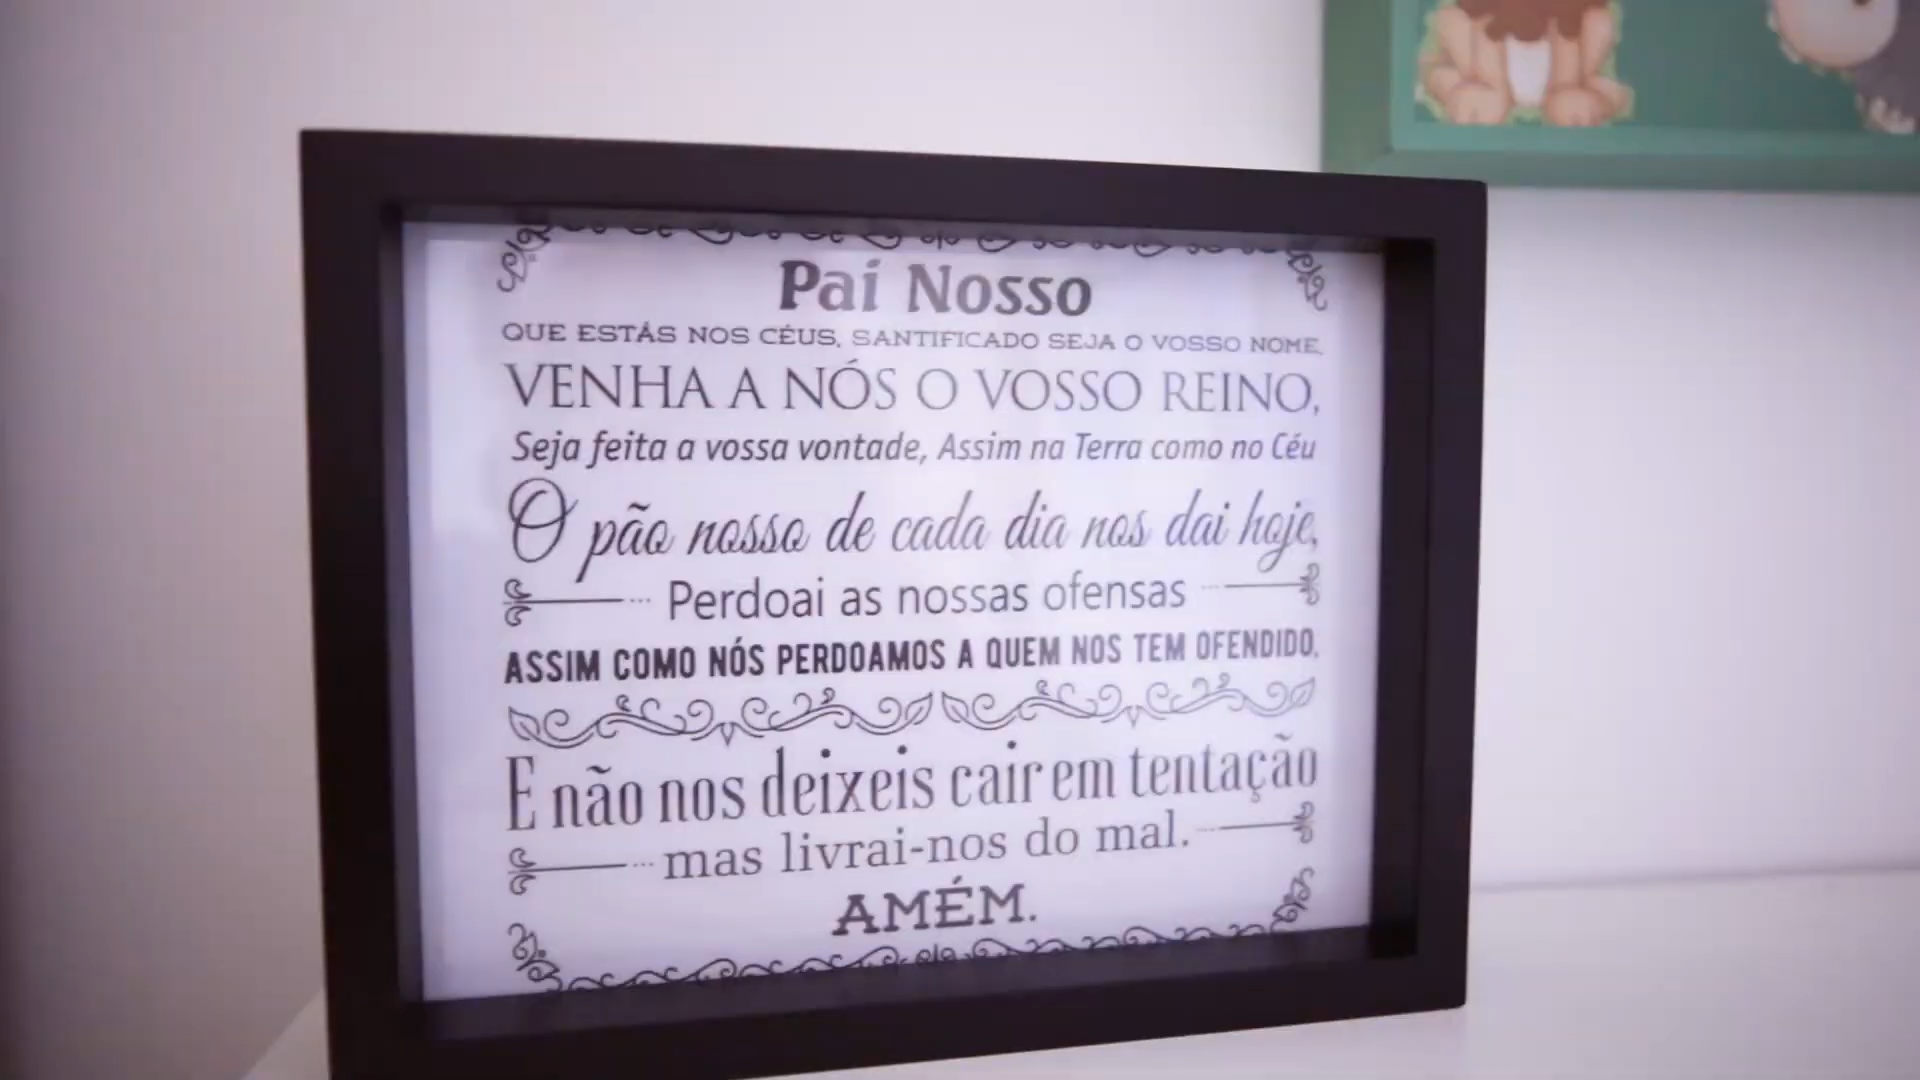 Pai Nosso
QUE ESTÁS NOS CÉUS, SANTIFICADO SEJA O VOSSO NOME,
VENHA A NÓS O VOSSO REINO,
Seja feita a vossa vontade, Assim na Terra como no Céu
O pão nosso de cada dia nos dai hoje,
Perdoai as nossas ofensas
ASSIM COMO NÓS PERDOAMOS A QUEM NOS TEM OFENDIDO,
E não nos deixeis cair em tentação
mas livrai-nos do mal.
AMÉM.